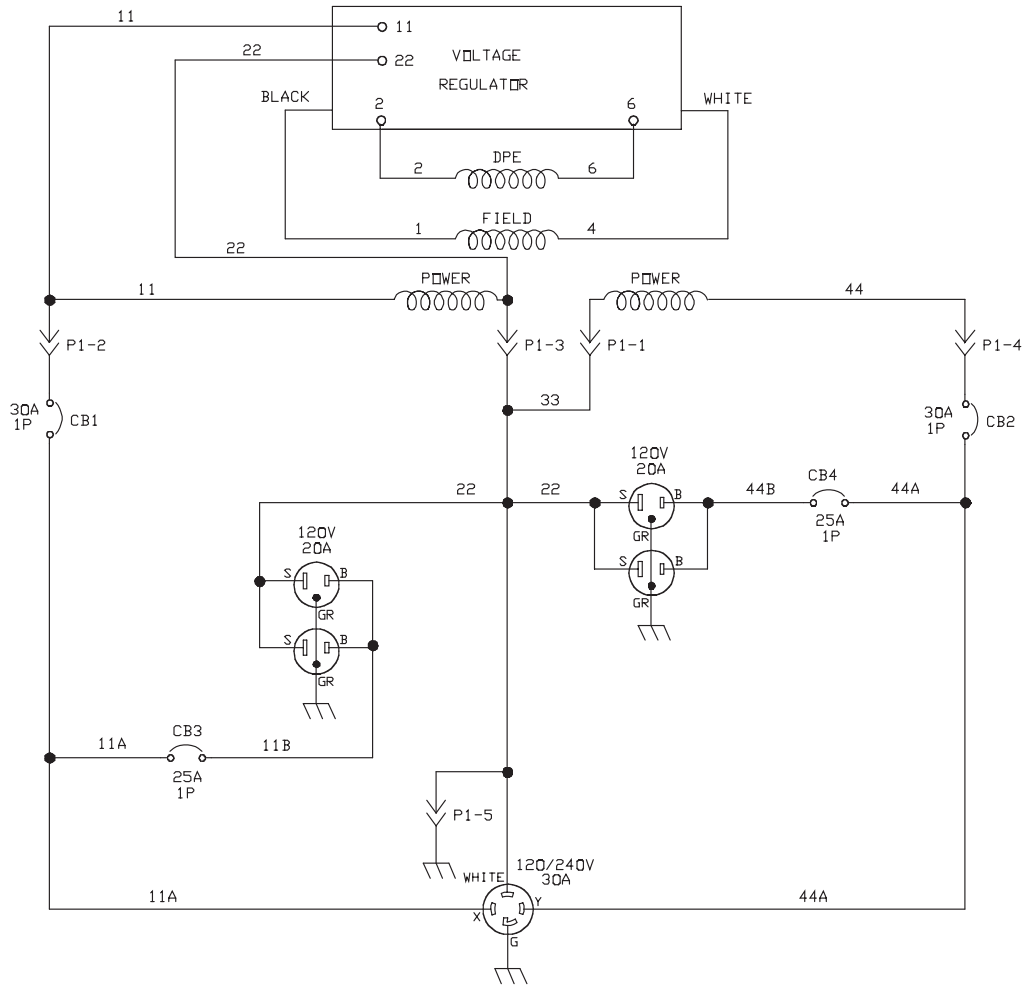 11
11
22
22
VOLTAGE
REGULATOR
BLACK
2
6
WHITE
DPE
2
6
FIELD
1
4
22
POWER
POWER
11
44
P1-2
P1-3
P1-1
P1-4
33
30A
1P
CB1
30A
1P
CB2
120V
20A
CB4
22
22
S
B
44B
44A
25A
1P
GR
120V
20A
S
B
GR
S
B
GR
S
B
GR
CB3
11A
11B
25A
1P
P1-5
120/240V
30A
WHITE
11A
44A
X
Y
G